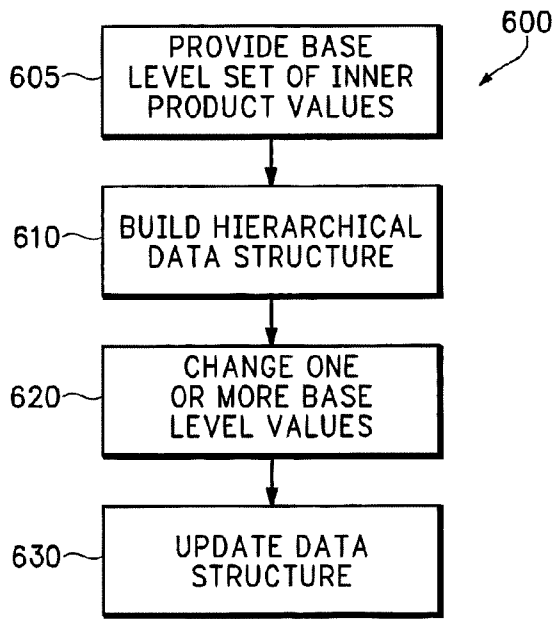 600
605
PROVIDE BASE
LEVEL SET OF INNER
PRODUCT VALUES
610
BUILD HIERARCHICAL
DATA STRUCTURE
620
CHANGE ONE
OR MORE BASE
LEVEL VALUES
630
UPDATE DATA
STRUCTURE